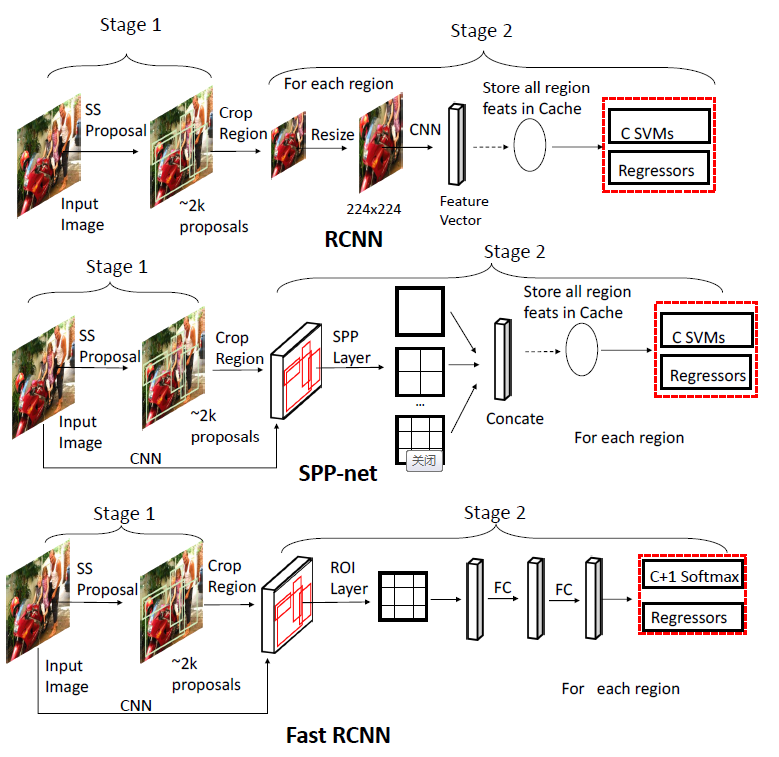 Stage 1
Stage 2
For each region
SS
Proposal
Crop
Region
Resize
CNN
Store all region
feats in Cache
C SVMs
Regressors
Input
Image
~2k
proposals
224x224
Feature
Vector
RCNN
Stage 1
Stage 2
SS
Proposal
Crop
Region
SPP
Layer
...
Store all region
feats in Cache
C SVMs
Regressors
Input
Image
~2k
proposals
Concate
For each region
CNN
关闭
SPP-net
Stage 1
Stage 2
SS
Proposal
Crop
Region
ROI
Layer
FC
FC
C+1 Softmax
Regressors
Input
Image
~2k
proposals
For each region
CNN
Fast RCNN